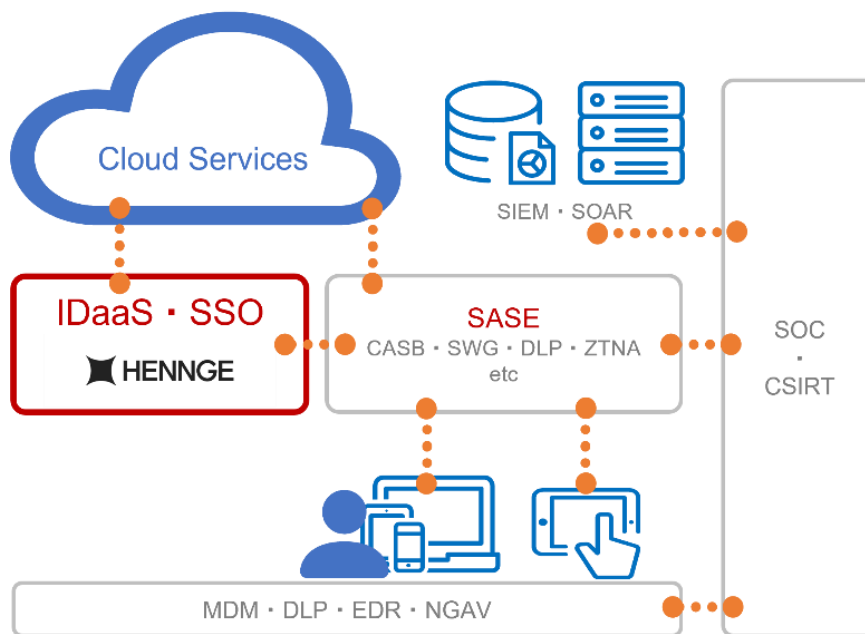 Cloud Services
SIEM・SOAR
IDaaS・SSO
HENNGE
SASE
CASB・SWG・DLP・ZTNA
etc
SOC
・
CSIRT
MDM・DLP・EDR・NGAV